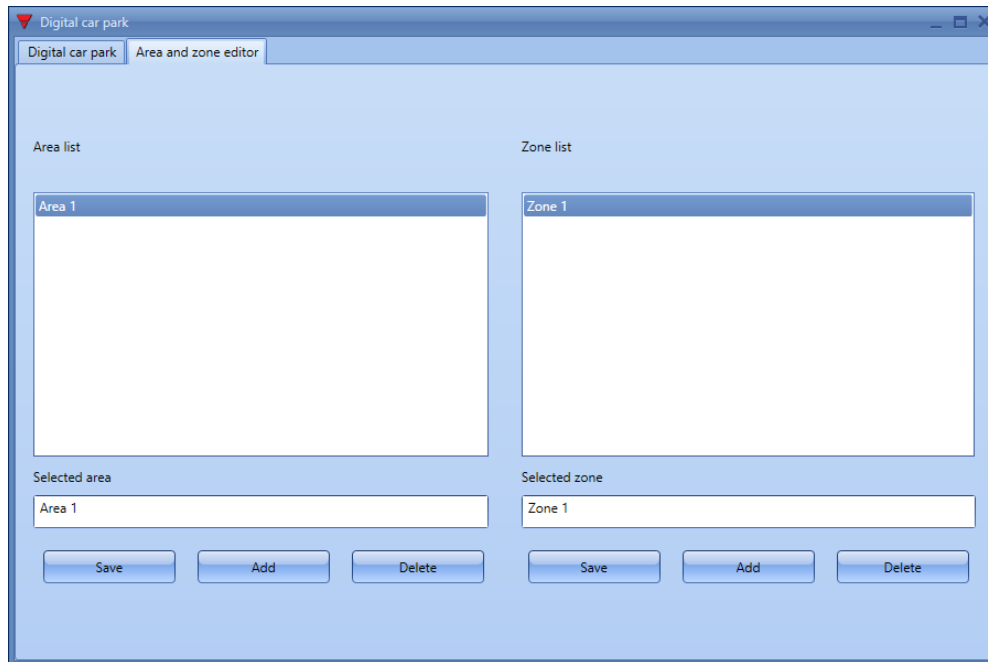 Digital car park
Digital car park Area and zone editor
Area list Zone list
Area 1 Zone 1
Selected area Selected zone
Area 1 Zone 1
Save Add Delete Save Add Delete